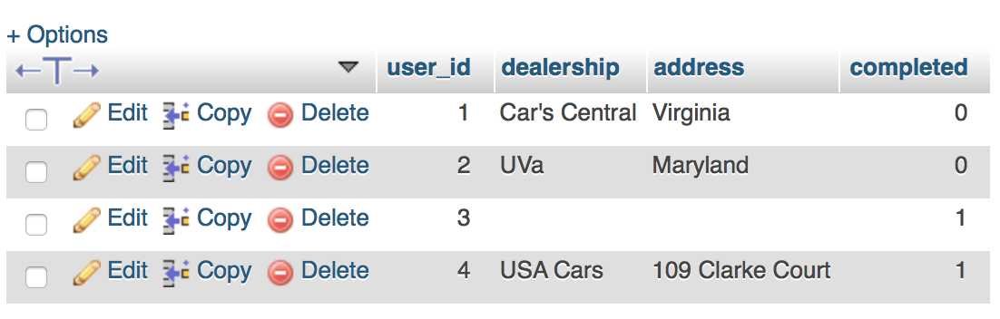 + Options
←T→ ▼ user_id dealership address completed
Edit Copy Delete 1 Car's Central Virginia 0
Edit Copy Delete 2 UVa Maryland 0
Edit Copy Delete 3 1
Edit Copy Delete 4 USA Cars 109 Clarke Court 1